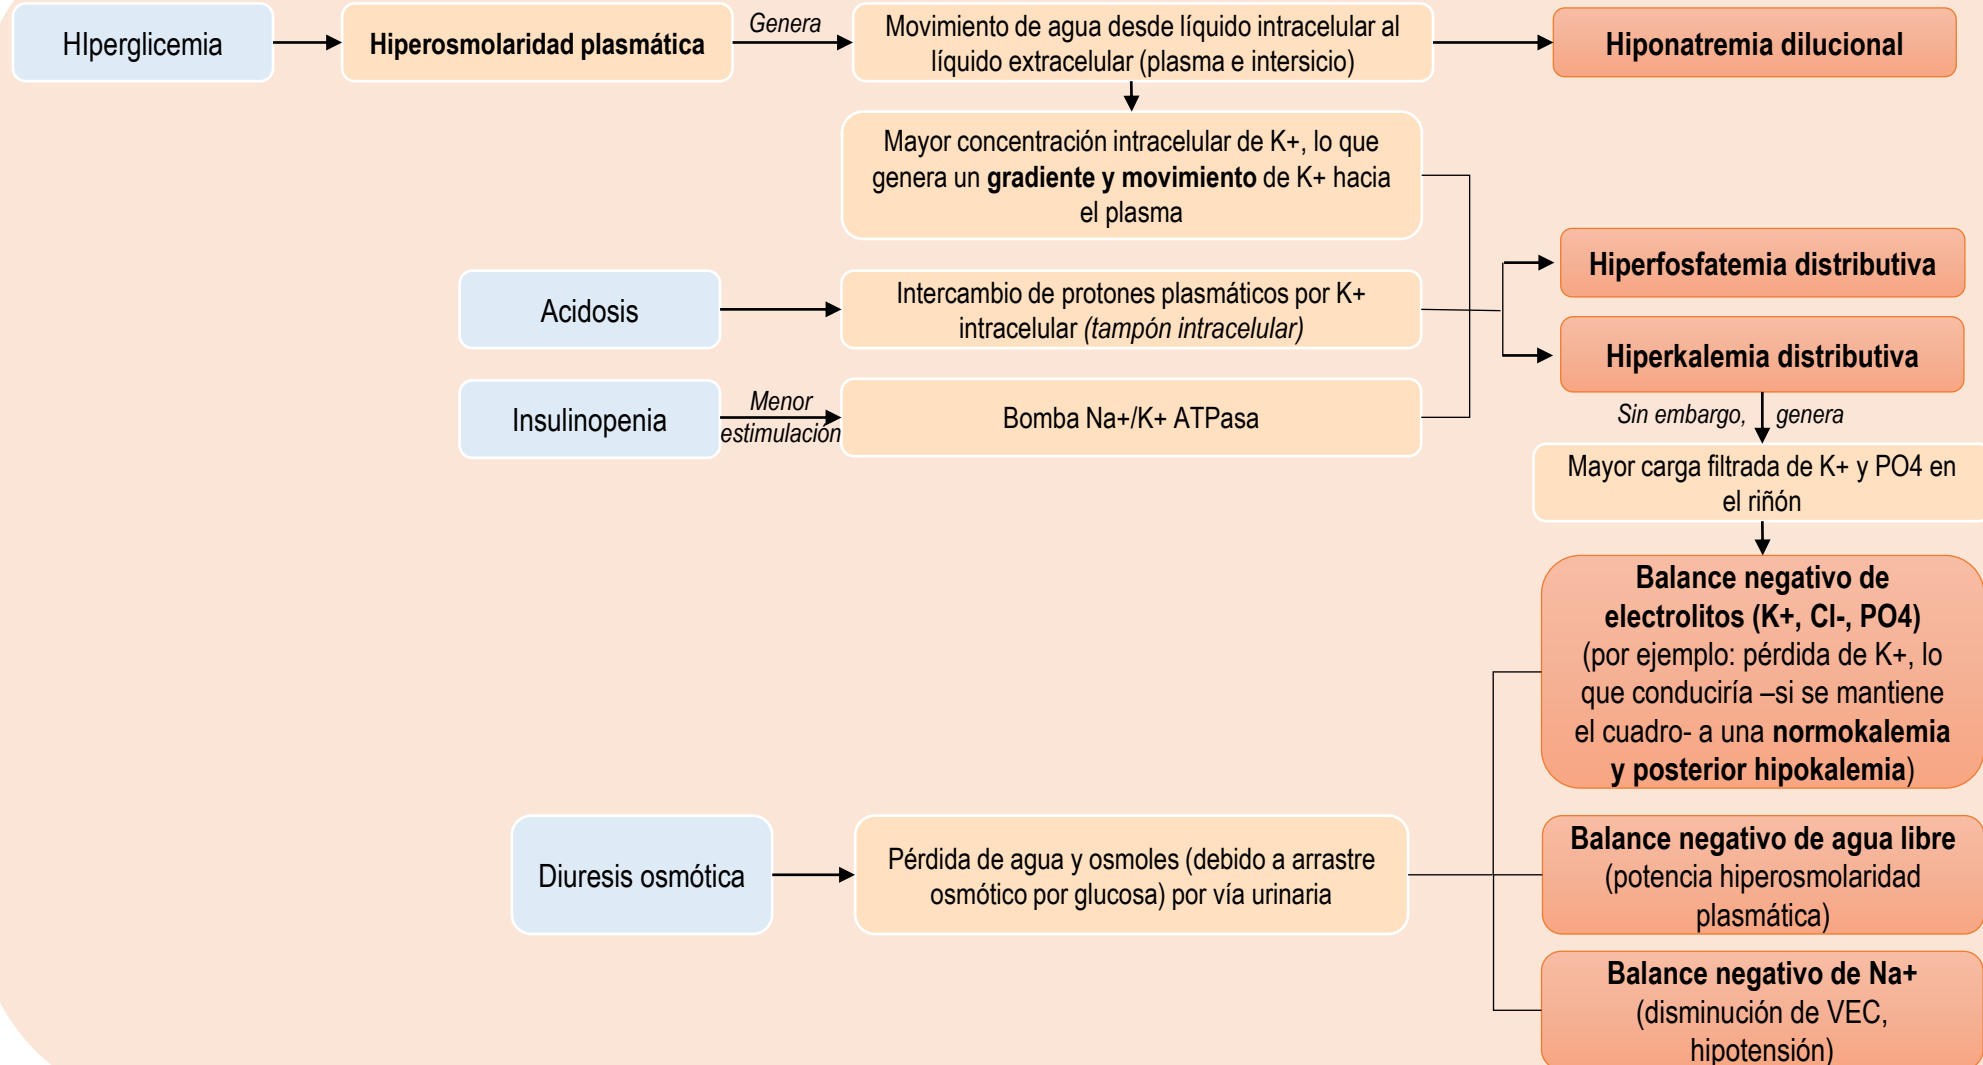 HIperglicemia
Hiperosmolaridad plasmática
Genera
Movimiento de agua desde líquido intracelular al
líquido extracelular (plasma e intersicio)
Hiponatremia dilucional
Mayor concentración intracelular de K+, lo que
genera un gradiente y movimiento de K+ hacia
el plasma
Acidosis
Intercambio de protones plasmáticos por K+
intracelular (tampón intracelular)
Insulinopenia
Menor
estimulación
Bomba Na+/K+ ATPasa
Hiperfosfatemia distributiva
Hiperkalemia distributiva
Sin embargo, genera
Mayor carga filtrada de K+ y PO4 en
el riñón
Balance negativo de
electrolitos (K+, Cl-, PO4)
(por ejemplo: pérdida de K+, lo
que conduciría –si se mantiene
el cuadro- a una normokalemia
y posterior hipokalemia)
Diuresis osmótica
Pérdida de agua y osmoles (debido a arrastre
osmótico por glucosa) por vía urinaria
Balance negativo de agua libre
(potencia hiperosmolaridad
plasmática)
Balance negativo de Na+
(disminución de VEC,
hipotensión)